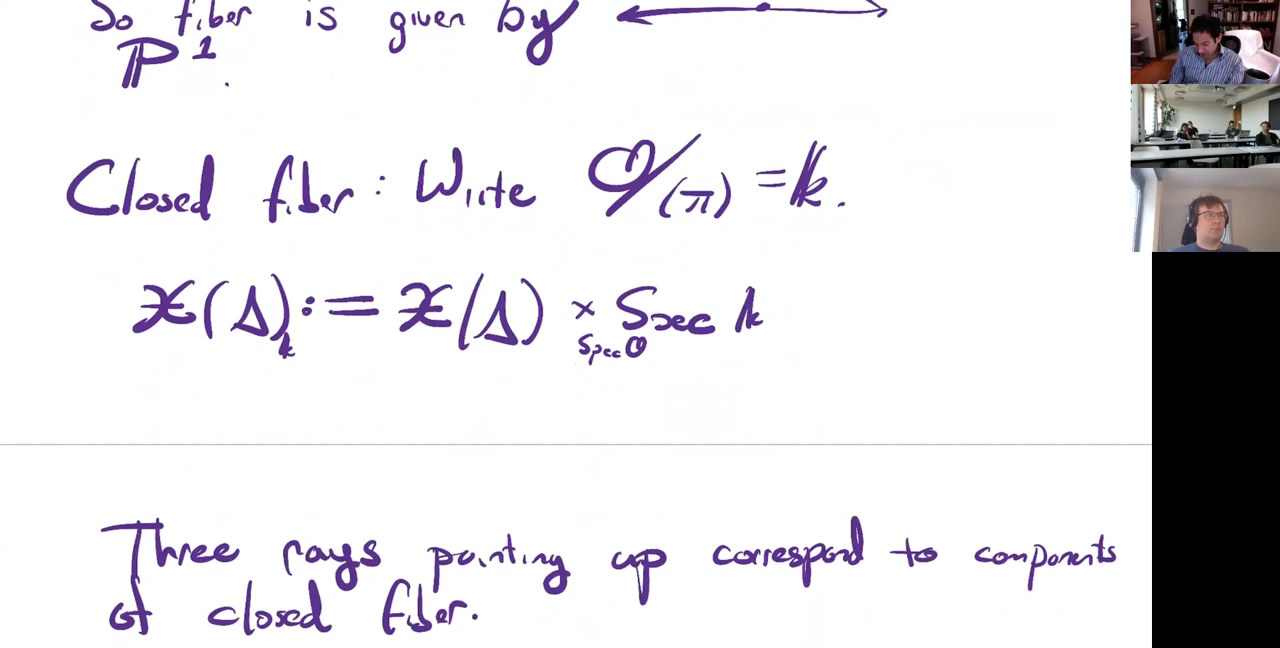 So fiber is given by
ℙ¹.
Closed fiber : Write 𝒪/(π) = 𝕜.
𝔛(Δ)_𝕜 := 𝔛(Δ) ×_{Spec 𝒪} Spec 𝕜
Three rays pointing up correspond to components
of closed fiber.